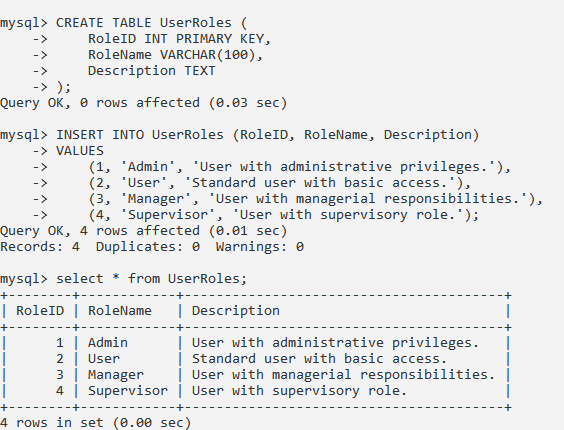 mysql> CREATE TABLE UserRoles (
    ->     RoleID INT PRIMARY KEY,
    ->     RoleName VARCHAR(100),
    ->     Description TEXT
    -> );
Query OK, 0 rows affected (0.03 sec)

mysql> INSERT INTO UserRoles (RoleID, RoleName, Description)
    -> VALUES
    ->     (1, 'Admin', 'User with administrative privileges.'),
    ->     (2, 'User', 'Standard user with basic access.'),
    ->     (3, 'Manager', 'User with managerial responsibilities.'),
    ->     (4, 'Supervisor', 'User with supervisory role.');
Query OK, 4 rows affected (0.01 sec)
Records: 4  Duplicates: 0  Warnings: 0

mysql> select * from UserRoles;
+--------+------------+----------------------------------------+
| RoleID | RoleName   | Description                            |
+--------+------------+----------------------------------------+
|      1 | Admin      | User with administrative privileges.   |
|      2 | User       | Standard user with basic access.       |
|      3 | Manager    | User with managerial responsibilities. |
|      4 | Supervisor | User with supervisory role.            |
+--------+------------+----------------------------------------+
4 rows in set (0.00 sec)